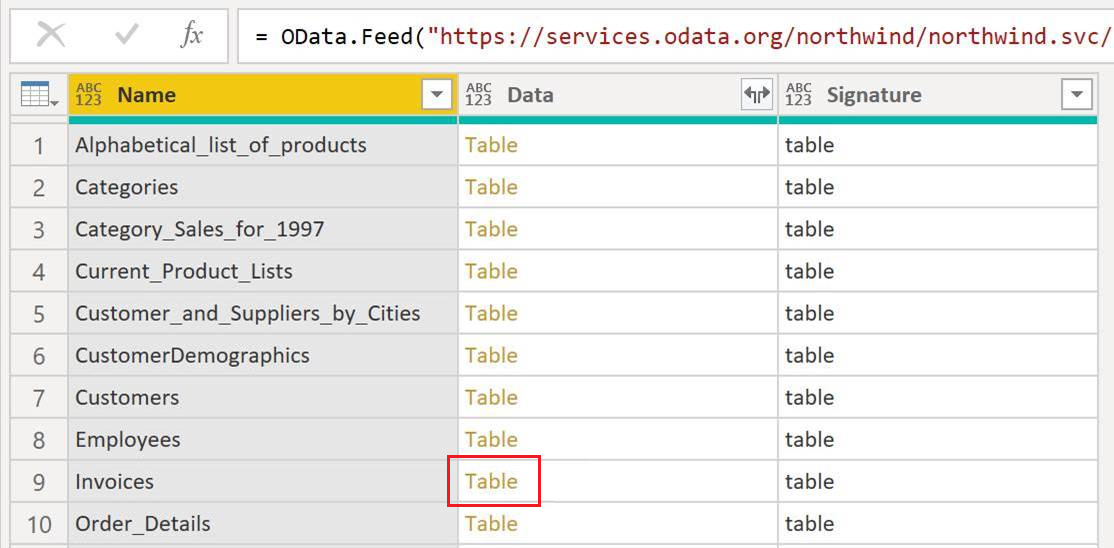 fx = OData.Feed("https://services.odata.org/northwind/northwind.svc/
ABC 123 Name ABC 123 Data ABC 123 Signature
1 Alphabetical_list_of_products Table table
2 Categories Table table
3 Category_Sales_for_1997 Table table
4 Current_Product_Lists Table table
5 Customer_and_Suppliers_by_Cities Table table
6 CustomerDemographics Table table
7 Customers Table table
8 Employees Table table
9 Invoices Table table
10 Order_Details Table table